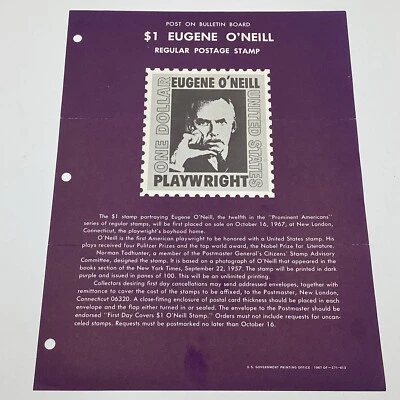 POST ON BULLETIN BOARD
$1 EUGENE O'NEILL
REGULAR POSTAGE STAMP
EUGENE O'NEILL
ONE DOLLAR
UNITED STATES
PLAYWRIGHT
The $1 stamp portraying Eugene O'Neill, the twelfth in the "Prominent Americans"
series of regular stamps, will be first placed on sale on October 16, 1967, at New London,
Connecticut, the playwright's boyhood home.
O'Neill is the first American playwright to be honored with a United States stamp. His
plays received four Pulitzer Prizes and the top world award, the Nobel Prize for Literature.
Norman Todhunter, a member of the Postmaster General's Citizens' Stamp Advisory
Committee, designed the stamp. It is based on a photograph of O'Neill that appeared in the
books section of the New York Times, September 22, 1957. The stamp will be printed in dark
purple and issued in panes of 100. This will be an unlimited printing.
Collectors desiring first day cancellations may send addressed envelopes, together with
remittance to cover the cost of the stamps to be affixed, to the Postmaster, New London,
Connecticut 06320. A close-fitting enclosure of postal card thickness should be placed in each
envelope and the flap either turned in or sealed. The envelope to the Postmaster should be
endorsed "First Day Covers $1 O'Neill Stamp." Orders must not include requests for uncan-
celed stamps. Requests must be postmarked no later than October 16.
U.S. GOVERNMENT PRINTING OFFICE : 1967 OF—271-413